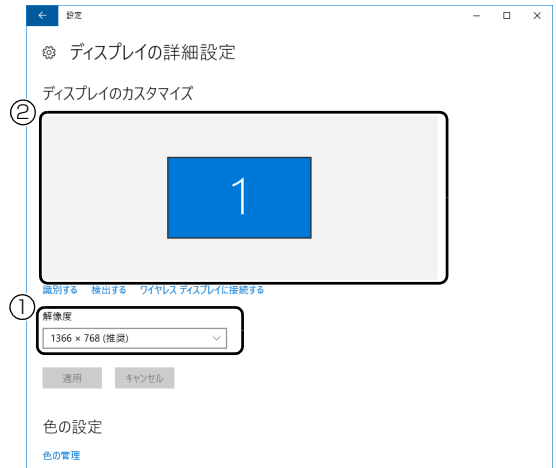 設定
ディスプレイの詳細設定
ディスプレイのカスタマイズ
②
1
識別する 検出する ワイヤレス ディスプレイに接続する
①
解像度
1366 × 768 (推奨)
適用 キャンセル
色の設定
色の管理